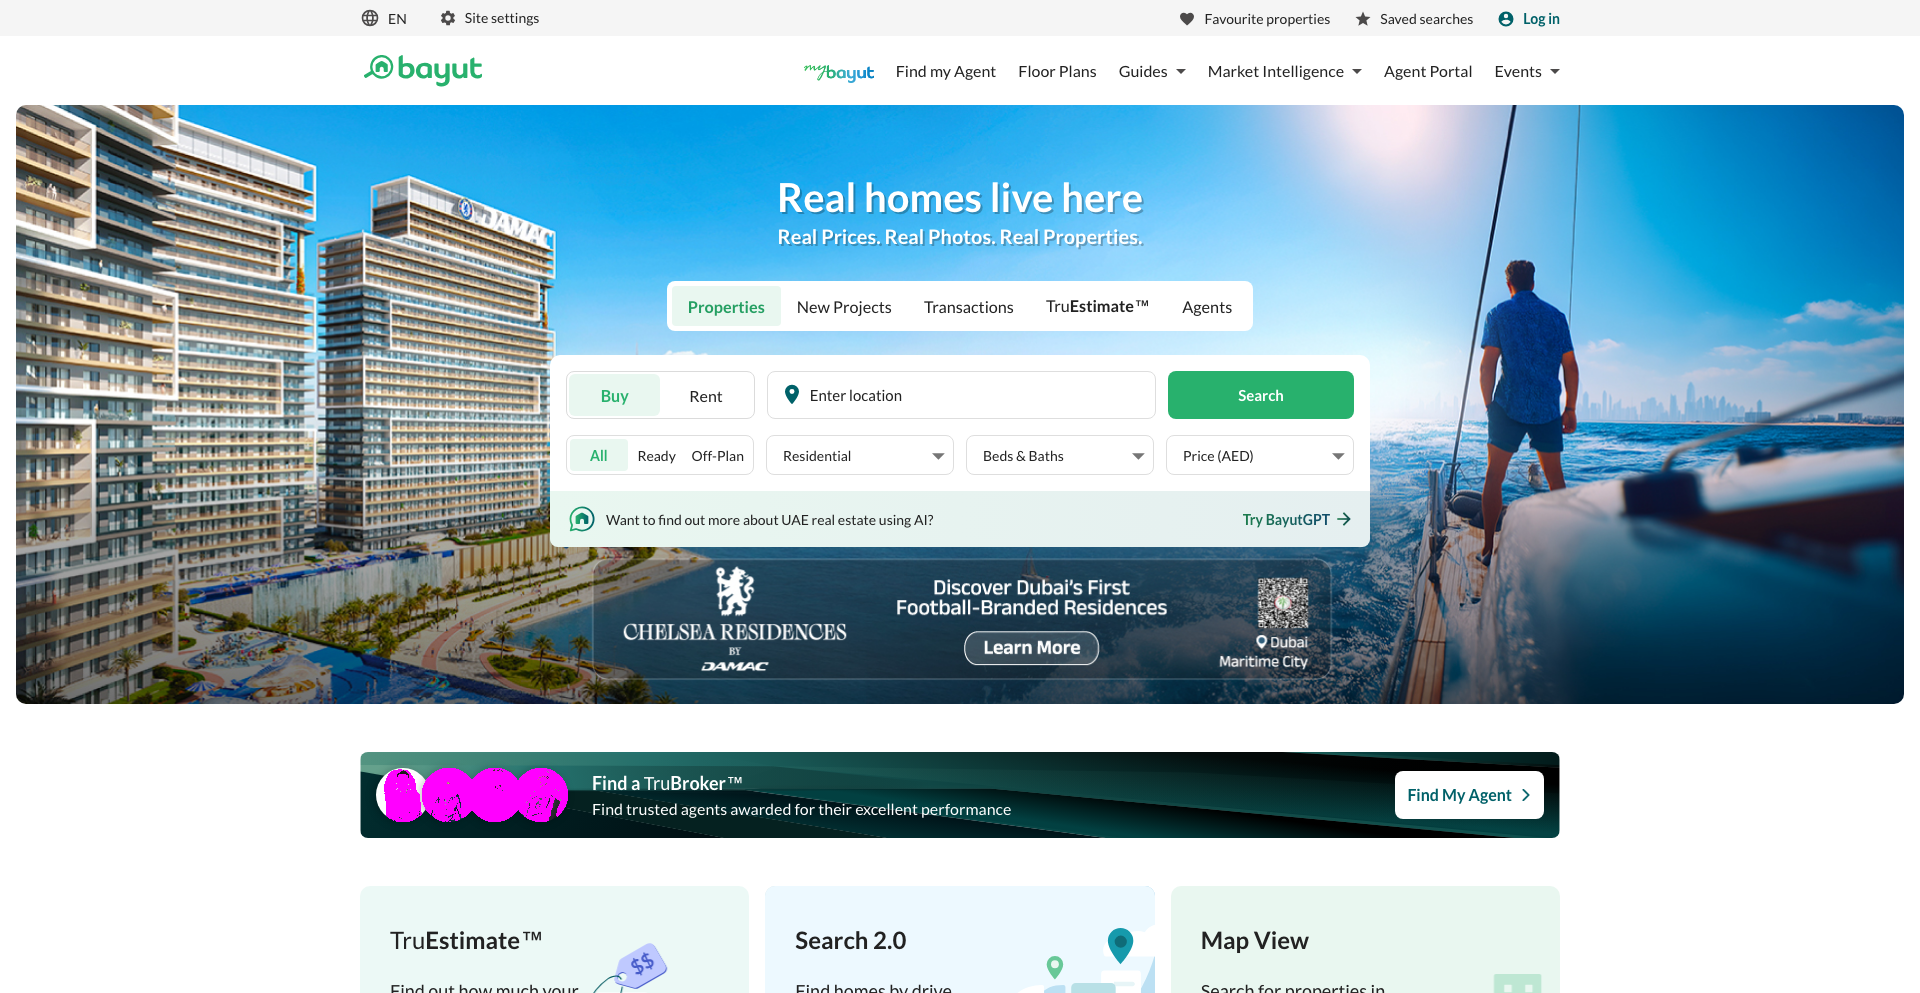 EN
Site settings
Favourite properties
Saved searches
Log in
bayut
mybayut
Find my Agent
Floor Plans
Guides
Market Intelligence
Agent Portal
Events
Real homes live here
Real Prices. Real Photos. Real Properties.
Properties
New Projects
Transactions
TruEstimate™
Agents
Buy
Rent
Enter location
Search
All
Ready
Off-Plan
Residential
Beds & Baths
Price (AED)
Want to find out more about UAE real estate using AI?
Try BayutGPT
CHELSEA RESIDENCES
BY
DAMAC
Discover Dubai's First
Football-Branded Residences
Learn More
Dubai
Maritime City
Find a TruBroker™
Find trusted agents awarded for their excellent performance
Find My Agent
TruEstimate™
Find out how much your
$$
Search 2.0
Find homes by drive
Map View
Search for properties in